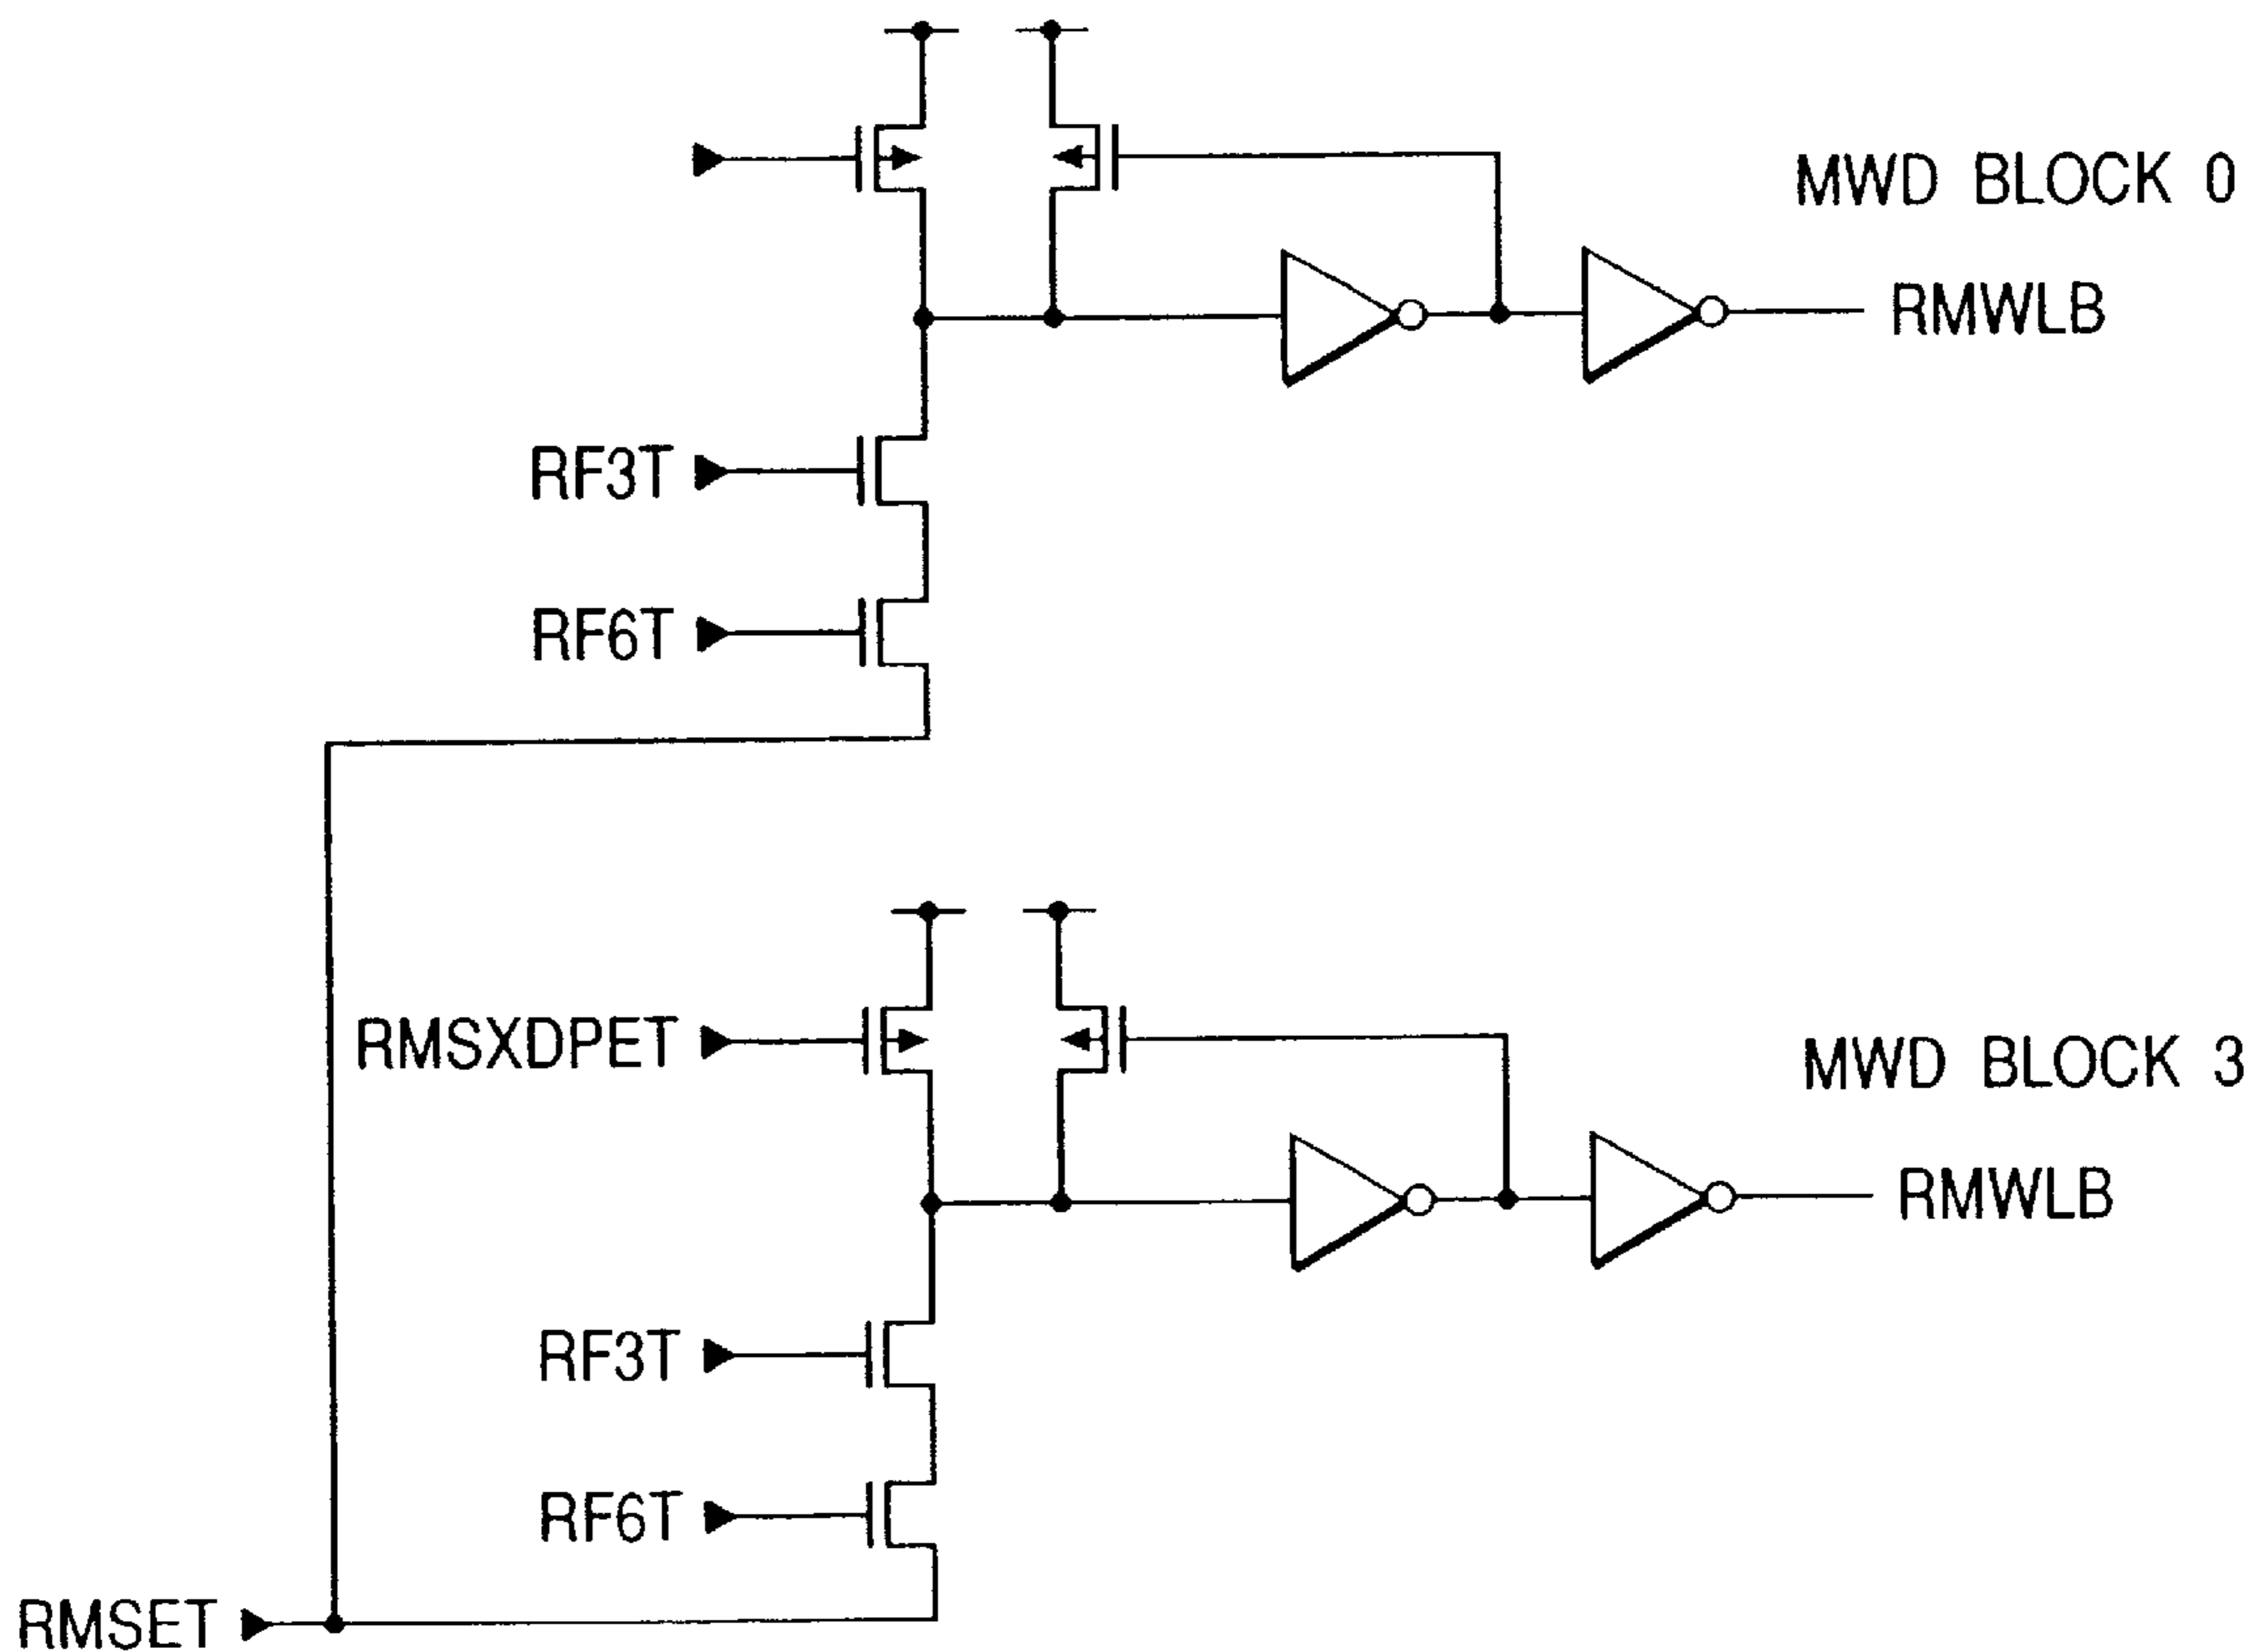 MWD BLOCK 0
RMWLB
RF3T
RF6T
RMSXDPET
MWD BLOCK 3
RMWLB
RF3T
RF6T
RMSET